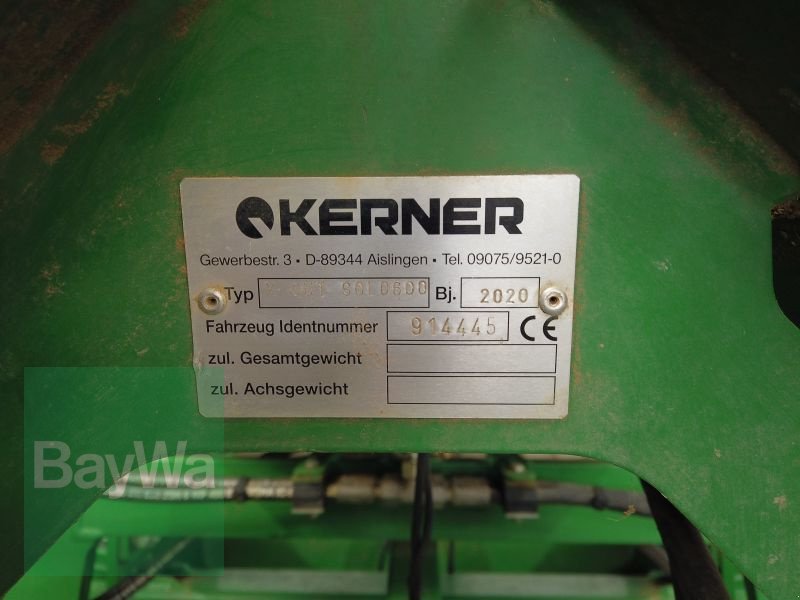 KERNER
Gewerbestr. 3 • D-89344 Aislingen • Tel. 09075/9521-0
Typ Bj. 2020
Fahrzeug Identnummer 914445 CE
zul. Gesamtgewicht
zul. Achsgewicht
BayWa